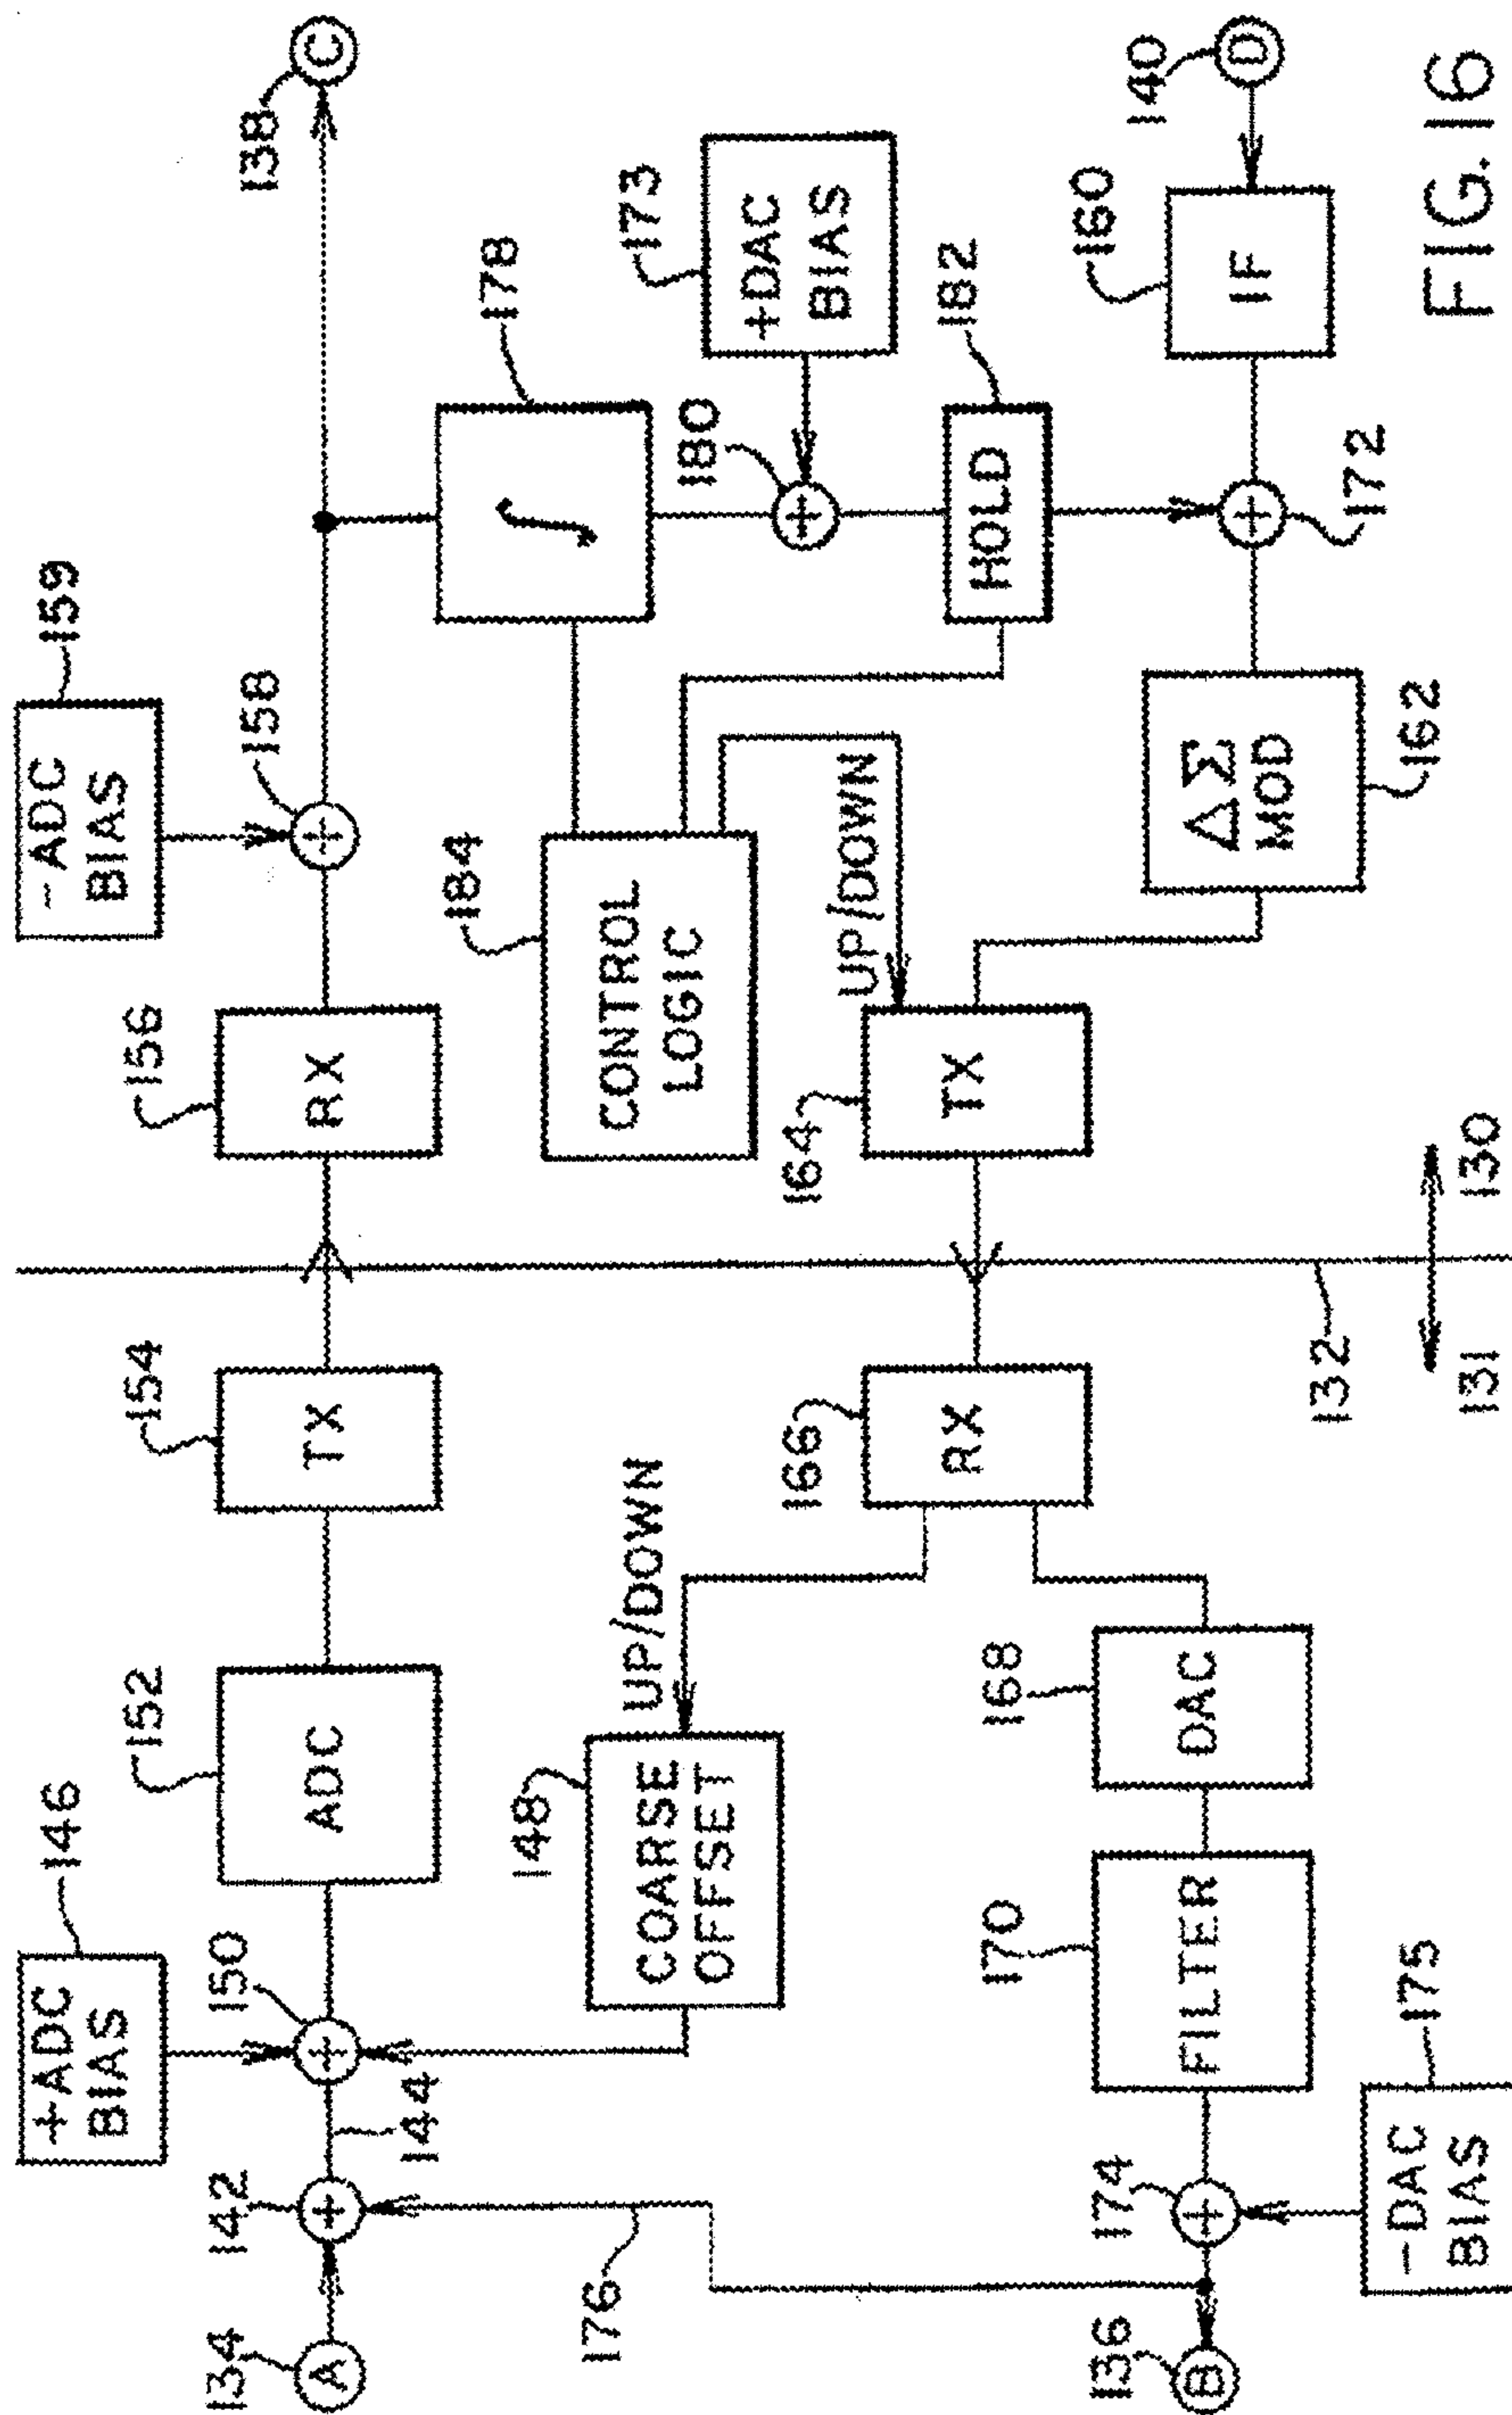 146
+ADC
BIAS
159
-ADC
BIAS
134
A
142
144
150
152
ADC
154
TX
156
RX
158
138
C
176
148
COARSE
OFFSET
UP/DOWN
184
CONTROL
LOGIC
178
∫
180
173
+DAC
BIAS
182
HOLD
UP/DOWN
166
RX
164
TX
136
B
174
170
FILTER
168
DAC
ΔΣ
MOD
162
172
160
IF
140
D
175
-DAC
BIAS
132
131
130
FIG. 16